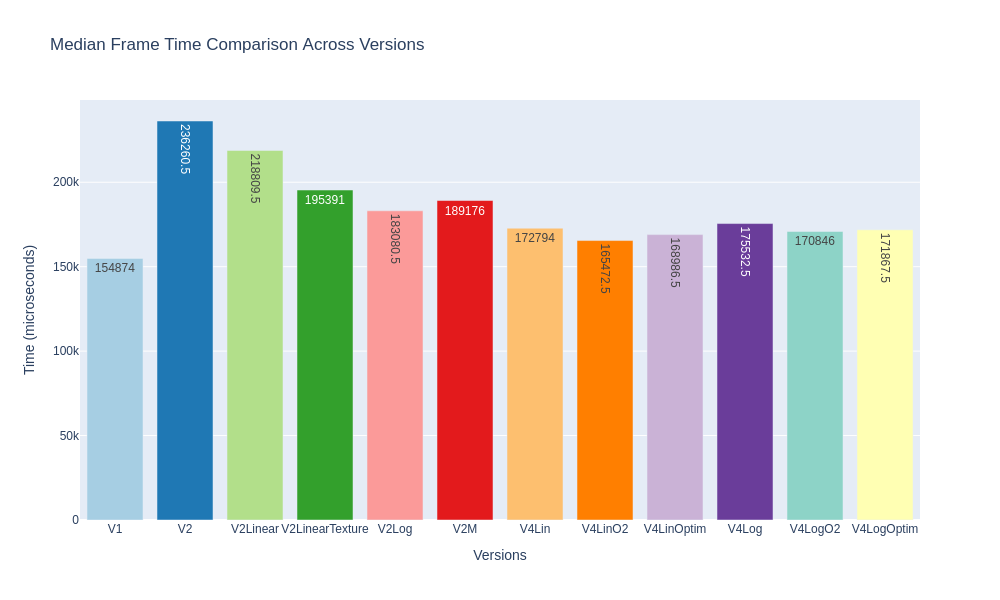 Median Frame Time Comparison Across Versions
Time (microseconds)
200k
150k
100k
50k
0
154874
236260.5
218809.5
195391
183080.5
189176
172794
165472.5
168986.5
175532.5
170846
171867.5
V1
V2
V2Linear
V2LinearTexture
V2Log
V2M
V4Lin
V4LinO2
V4LinOptim
V4Log
V4LogO2
V4LogOptim
Versions